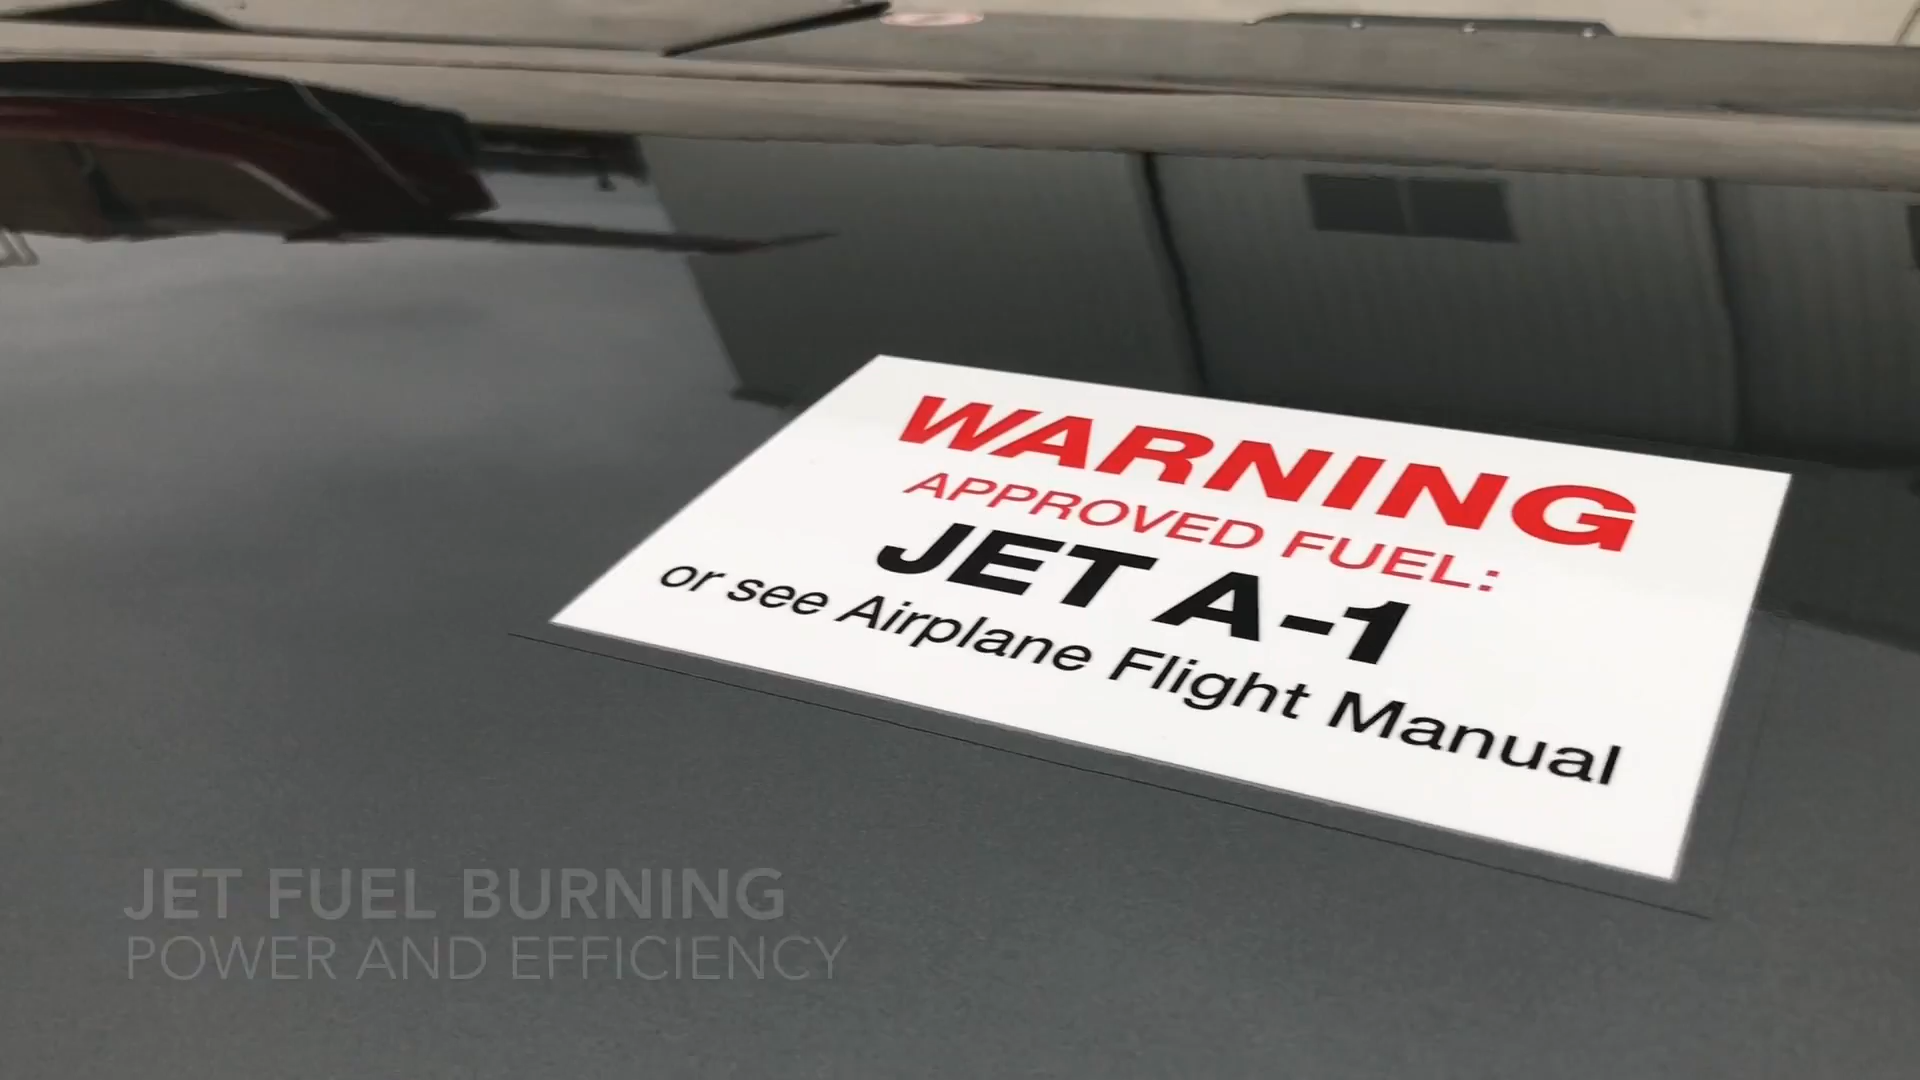 WARNING
APPROVED FUEL:
JET A-1
or see Airplane Flight Manual
JET FUEL BURNING
POWER AND EFFICIENCY